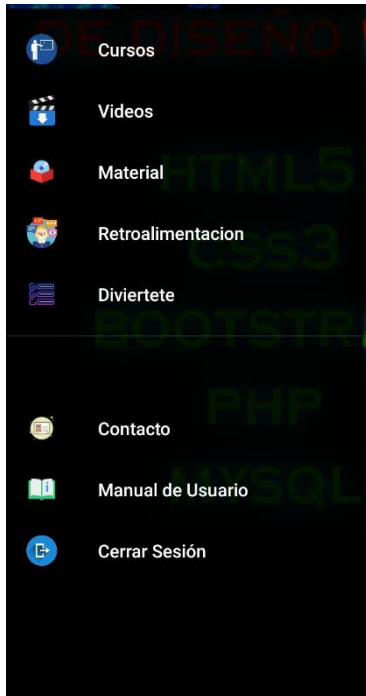 DE DISEÑO
Cursos
Videos
HTML5
Material
Retroalimentacion
CSS3
Diviertete
BOOTSTRA
PHP
Contacto
MYSQL
Manual de Usuario
Cerrar Sesión